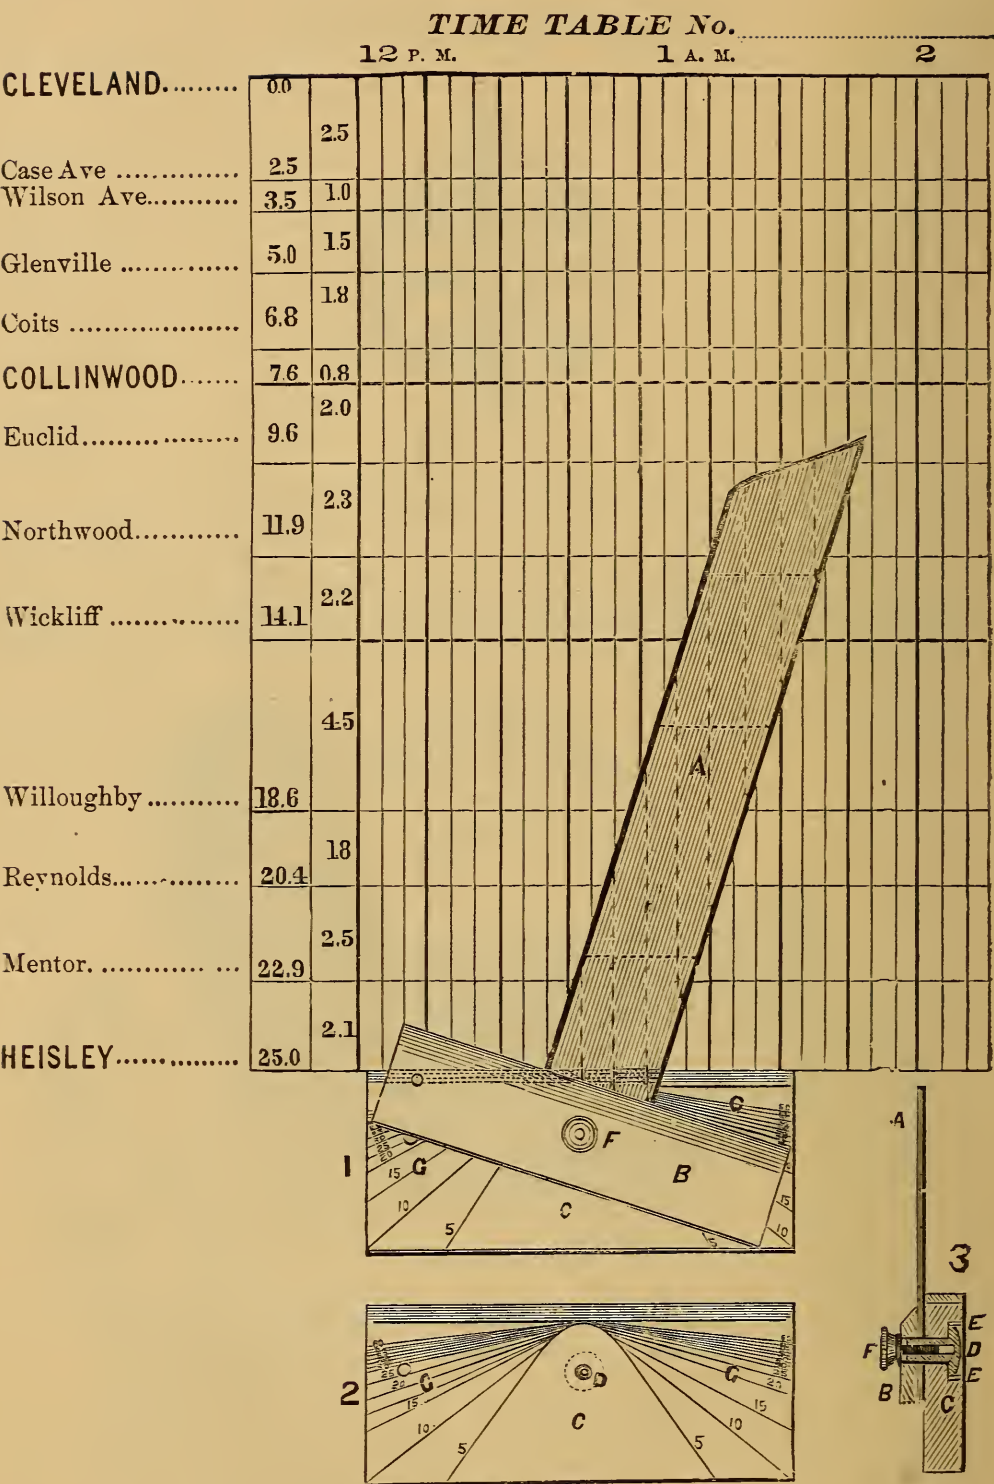 TIME TABLE No.
12 P. M. 1 A. M. 2
CLEVELAND......... 0.0
2.5
Case Ave .............. 2.5
Wilson Ave........... 3.5 1.0
Glenville .............. 5.0 1.5
Coits .................... 6.8 1.8
COLLINWOOD....... 7.6 0.8
2.0
Euclid.................... 9.6
2.3
Northwood............ 11.9
2.2
Wickliff ............... 14.1
4.5
Willoughby ........... 18.6
18
Reynolds............... 20.4
2.5
Mentor. ............ ... 22.9
2.1
HEISLEY............... 25.0
A
G
F
B
C
G
15
10
5
15
10
1
A
3
E
F D
E
B C
2
G D G
C
20 20
15 15
10 10
5 5